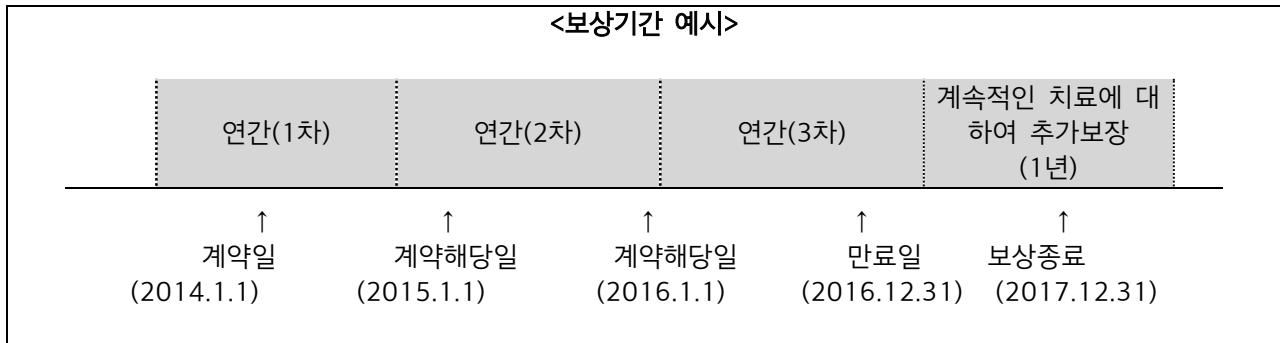 <보상기간 예시>
연간(1차)
연간(2차)
연간(3차)
계속적인 치료에 대
하여 추가보장
(1년)
↑ ↑ ↑ ↑ ↑
계약일 계약해당일 계약해당일 만료일 보상종료
(2014.1.1) (2015.1.1) (2016.1.1) (2016.12.31) (2017.12.31)